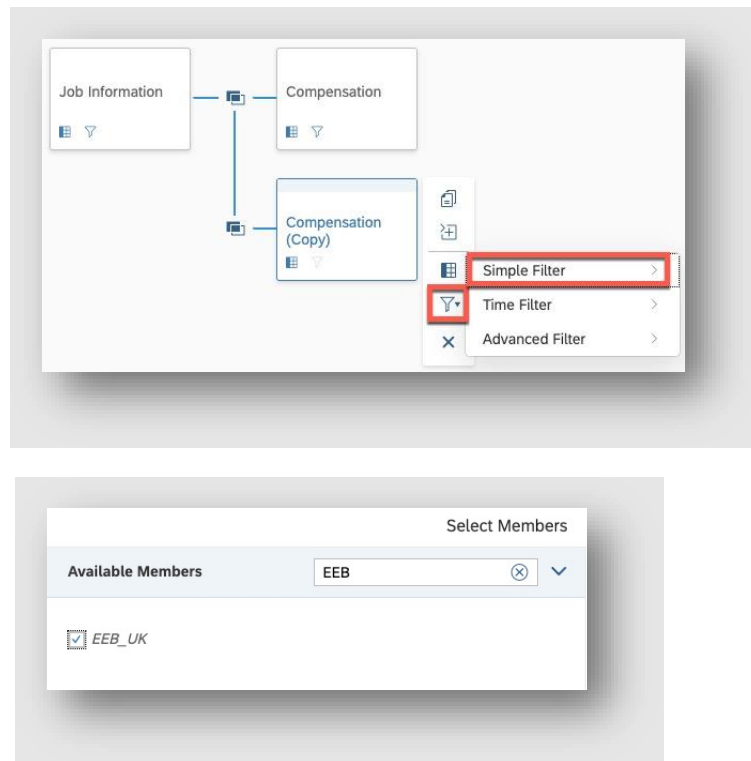 Job Information
Compensation
Compensation
(Copy)
Simple Filter
Time Filter
Advanced Filter
Select Members
Available Members
EEB
EEB_UK